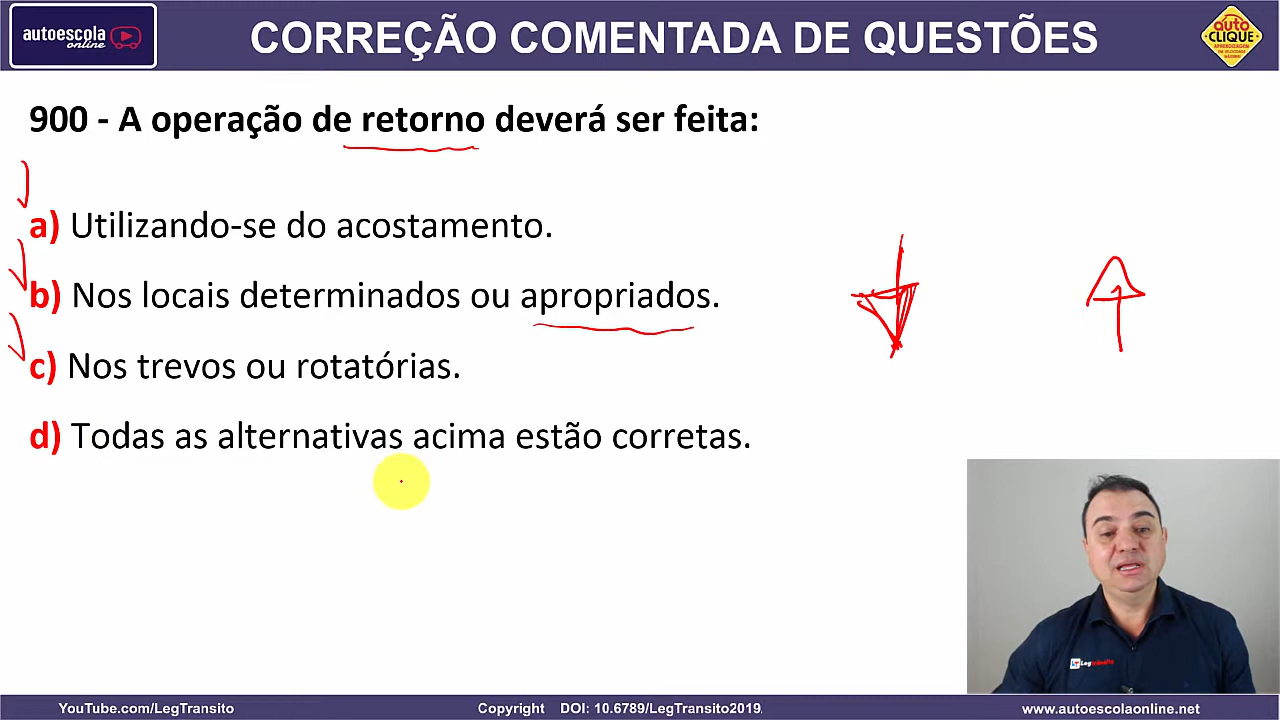 autoescola
online
CORREÇÃO COMENTADA DE QUESTÕES
auto
CLIQUE
900 - A operação de retorno deverá ser feita:
a) Utilizando-se do acostamento.
b) Nos locais determinados ou apropriados.
c) Nos trevos ou rotatórias.
d) Todas as alternativas acima estão corretas.
YouTube.com/LegTransito
Copyright DOI: 10.6789/LegTransito2019
www.autoescolaonline.net